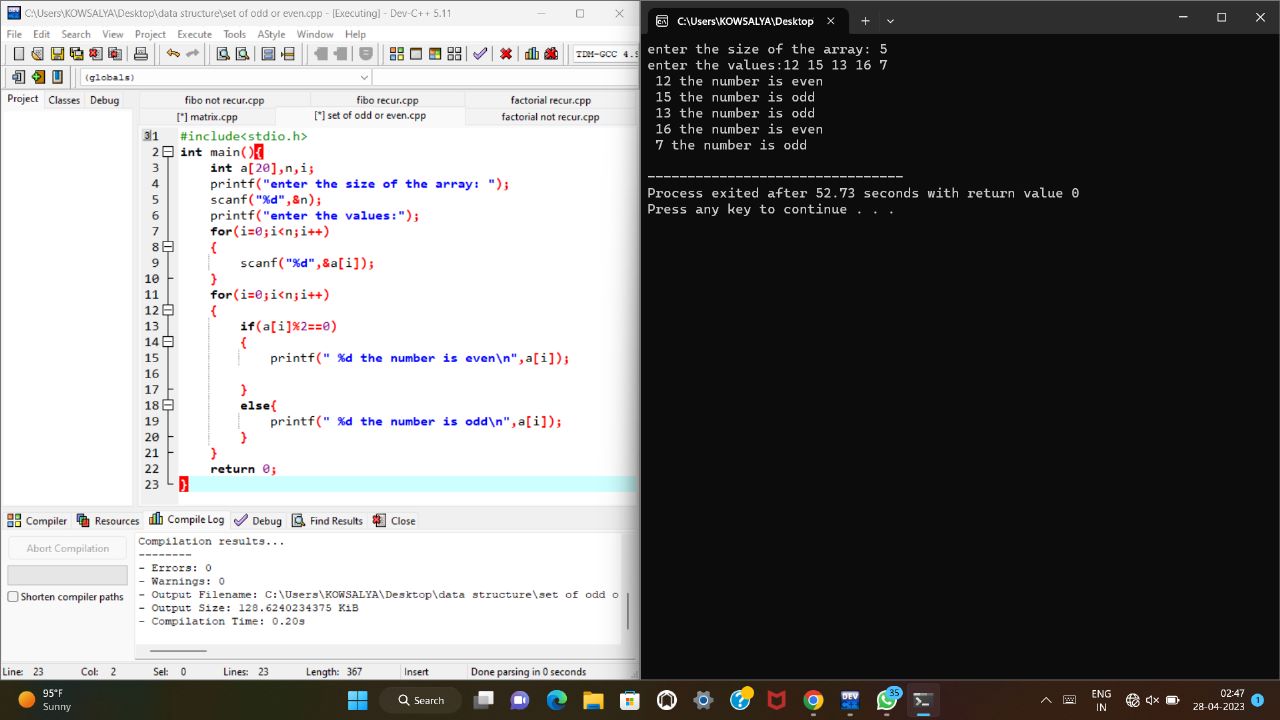 C:\Users\KOWSALYA\Desktop\data structure\set of odd or even.cpp - [Executing] - Dev-C++ 5.11
File Edit Search View Project Execute Tools AStyle Window Help
TDM-GCC 4.9
(globals)
Project Classes Debug
fibo not recur.cpp fibo recur.cpp factorial recur.cpp
[*] matrix.cpp [*] set of odd or even.cpp factorial not recur.cpp
1 #include<stdio.h>
2 int main(){
3 int a[20],n,i;
4 printf("enter the size of the array: ");
5 scanf("%d",&n);
6 printf("enter the values:");
7 for(i=0;i<n;i++)
8 {
9 scanf("%d",&a[i]);
10 }
11 for(i=0;i<n;i++)
12 {
13 if(a[i]%2==0)
14 {
15 printf(" %d the number is even\n",a[i]);
16
17 }
18 else{
19 printf(" %d the number is odd\n",a[i]);
20 }
21 }
22 return 0;
23 }
Compiler Resources Compile Log Debug Find Results Close
Abort Compilation
Shorten compiler paths
Compilation results...
--------
- Errors: 0
- Warnings: 0
- Output Filename: C:\Users\KOWSALYA\Desktop\data structure\set of odd o
- Output Size: 128.6240234375 KiB
- Compilation Time: 0.20s
Line: 23 Col: 2 Sel: 0 Lines: 23 Length: 367 Insert Done parsing in 0 seconds
C:\Users\KOWSALYA\Desktop
enter the size of the array: 5
enter the values:12 15 13 16 7
12 the number is even
15 the number is odd
13 the number is odd
16 the number is even
7 the number is odd
--------------------------------
Process exited after 52.73 seconds with return value 0
Press any key to continue . . .
95°F
Sunny
Search
DEV
35
ENG
IN
02:47
28-04-2023
1